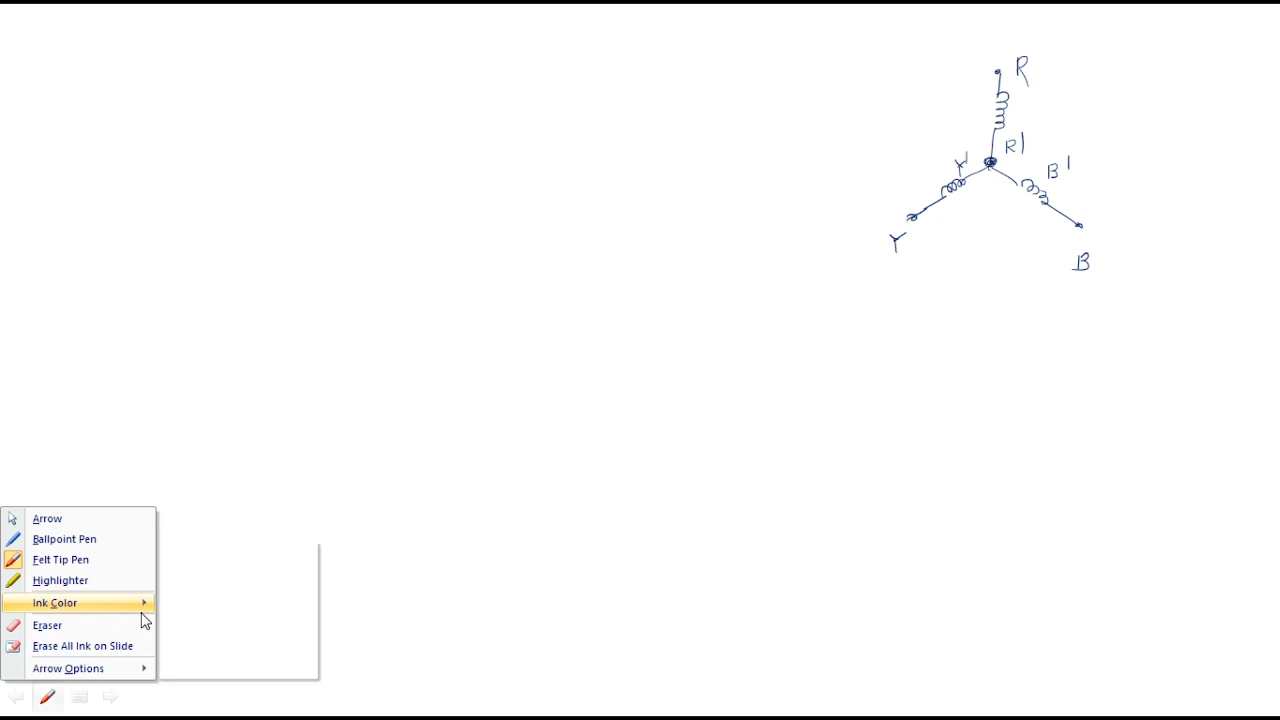 R
R'
Y'
B'
Y
B
Arrow
Ballpoint Pen
Felt Tip Pen
Highlighter
Ink Color
Eraser
Erase All Ink on Slide
Arrow Options